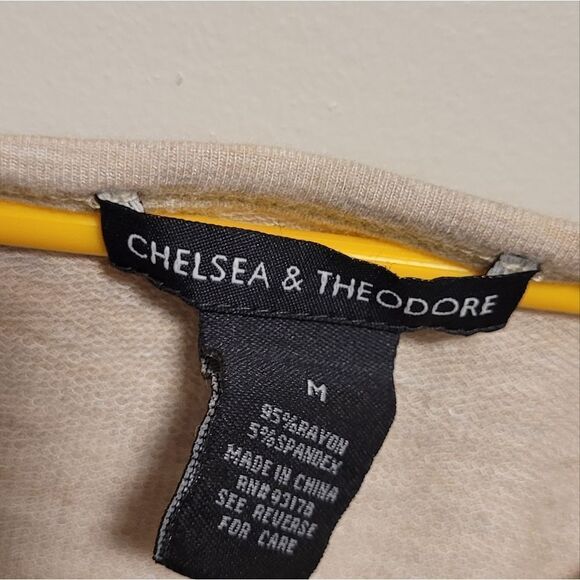 CHELSEA & THEODORE
M
95%RAYON
5%SPANDEX
MADE IN CHINA
RN# 93178
SEE REVERSE
FOR CARE